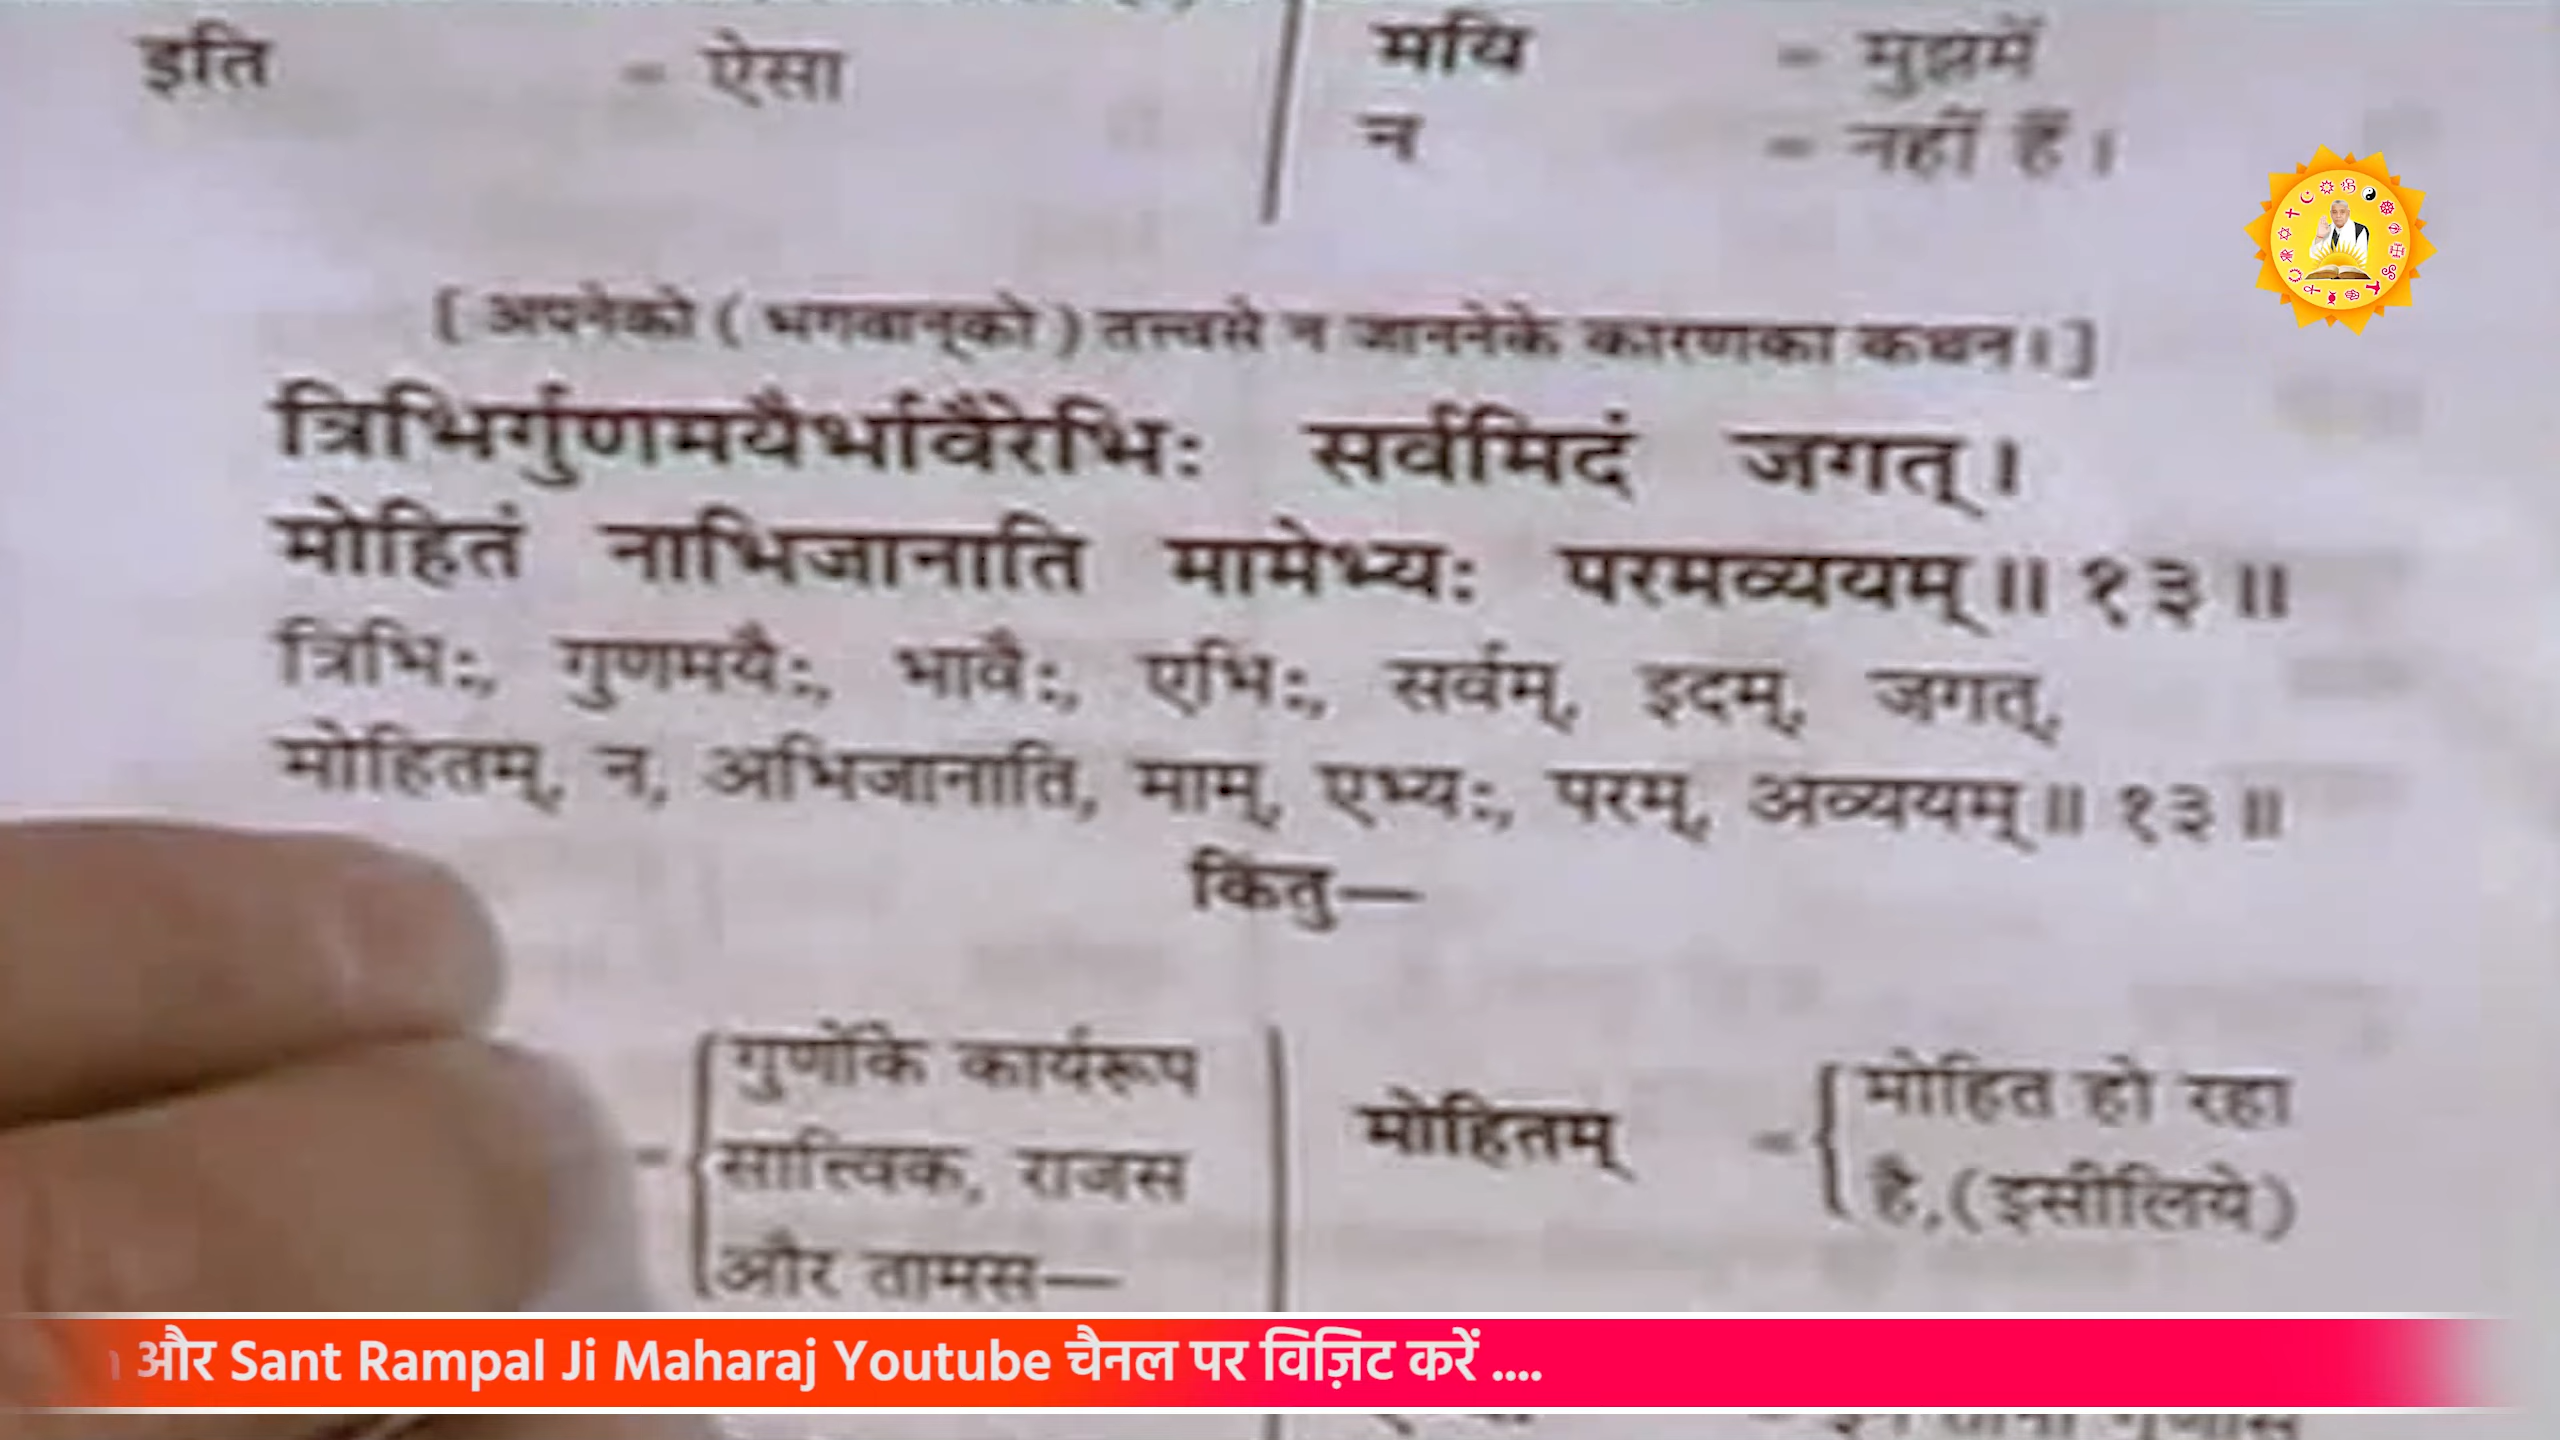 इति - ऐसा
मयि - मुझमें
न - नहीं हैं।
[ अपनेको ( भगवान्‌को ) तत्त्वसे न जाननेके कारणका कथन। ]
त्रिभिर्गुणमयैर्भावैरेभिः सर्वमिदं जगत्।
मोहितं नाभिजानाति मामेभ्यः परमव्ययम्॥ १३ ॥
त्रिभिः, गुणमयैः, भावैः, एभिः, सर्वम्, इदम्, जगत्,
मोहितम्, न, अभिजानाति, माम्, एभ्यः, परम्, अव्ययम्॥ १३ ॥
किंतु—
- गुणोंके कार्यरूप
सात्त्विक, राजस
और तामस—
मोहितम् - मोहित हो रहा
है,(इसीलिये)
और Sant Rampal Ji Maharaj Youtube चैनल पर विज़िट करें ....